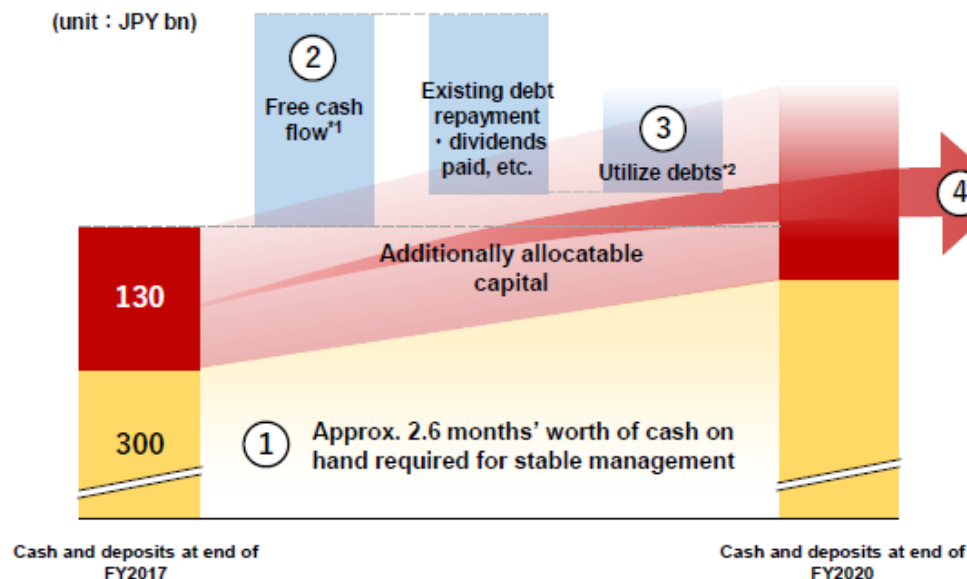 (unit：JPY bn)
②
Free cash
flow*1
Existing debt
repayment
・dividends
paid, etc.
③
Utilize debts*2
④
Additionally allocatable
capital
130
300
① Approx. 2.6 months’ worth of cash on
hand required for stable management
Cash and deposits at end of
FY2017
Cash and deposits at end of
FY2020